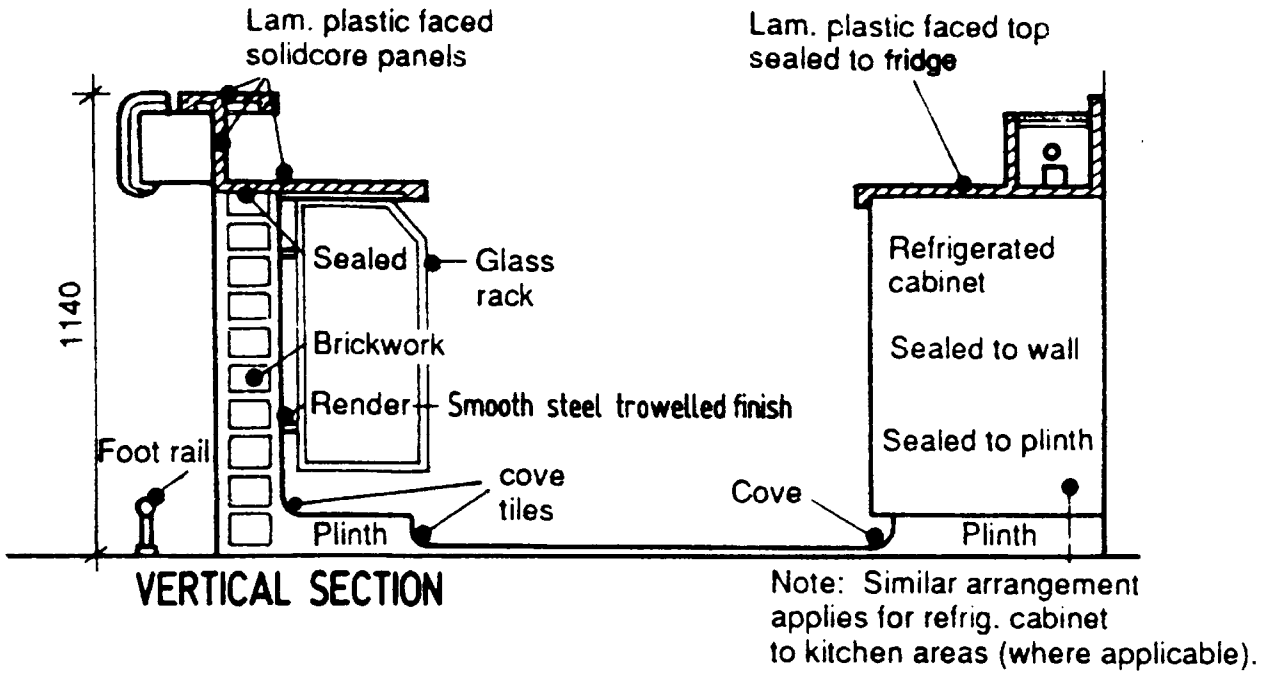 Lam. plastic faced
solidcore panels
Lam. plastic faced top
sealed to fridge
1140
Sealed
Glass
rack
Brickwork
Render
Smooth steel trowelled finish
Foot rail
cove
tiles
Plinth
Refrigerated
cabinet
Sealed to wall
Sealed to plinth
Cove
Plinth
VERTICAL SECTION
Note: Similar arrangement
applies for refrig. cabinet
to kitchen areas (where applicable).